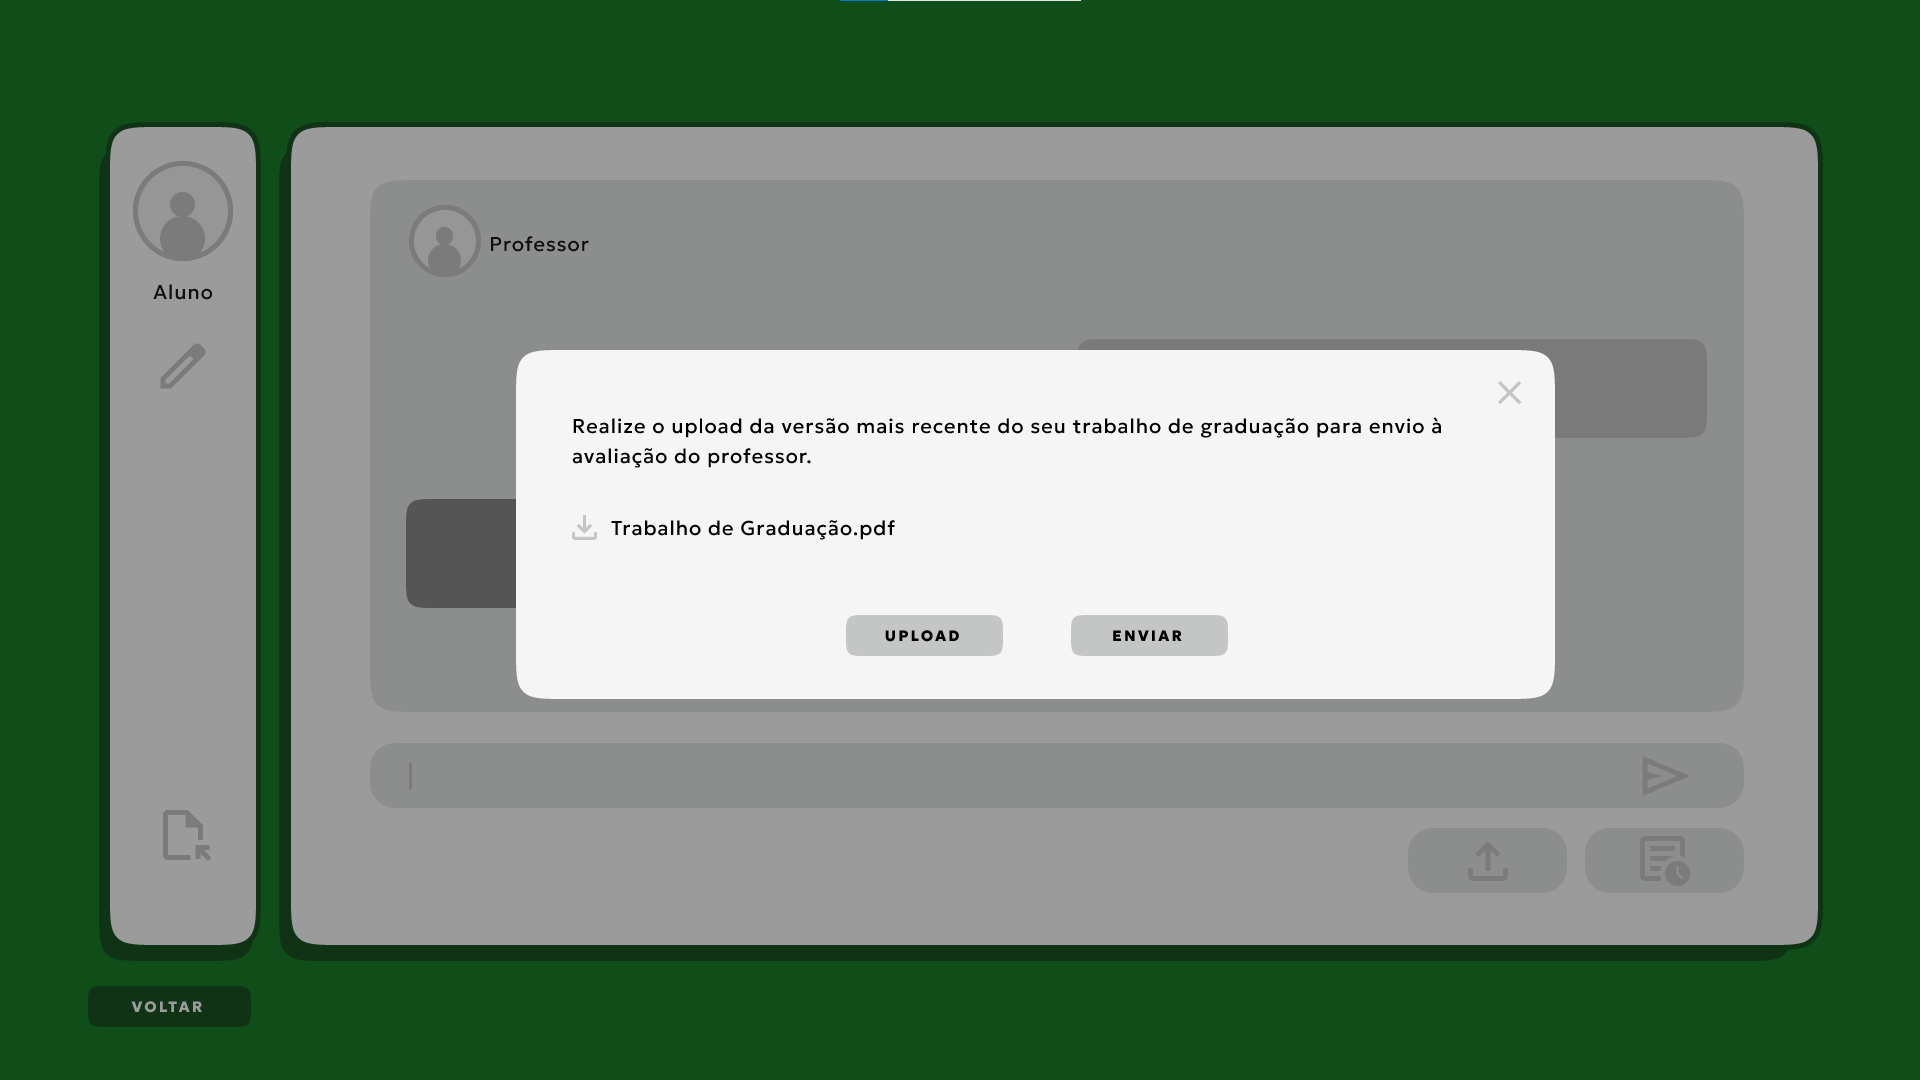 Professor
Aluno
Realize o upload da versão mais recente do seu trabalho de graduação para envio à
avaliação do professor.
Trabalho de Graduação.pdf
UPLOAD
ENVIAR
VOLTAR